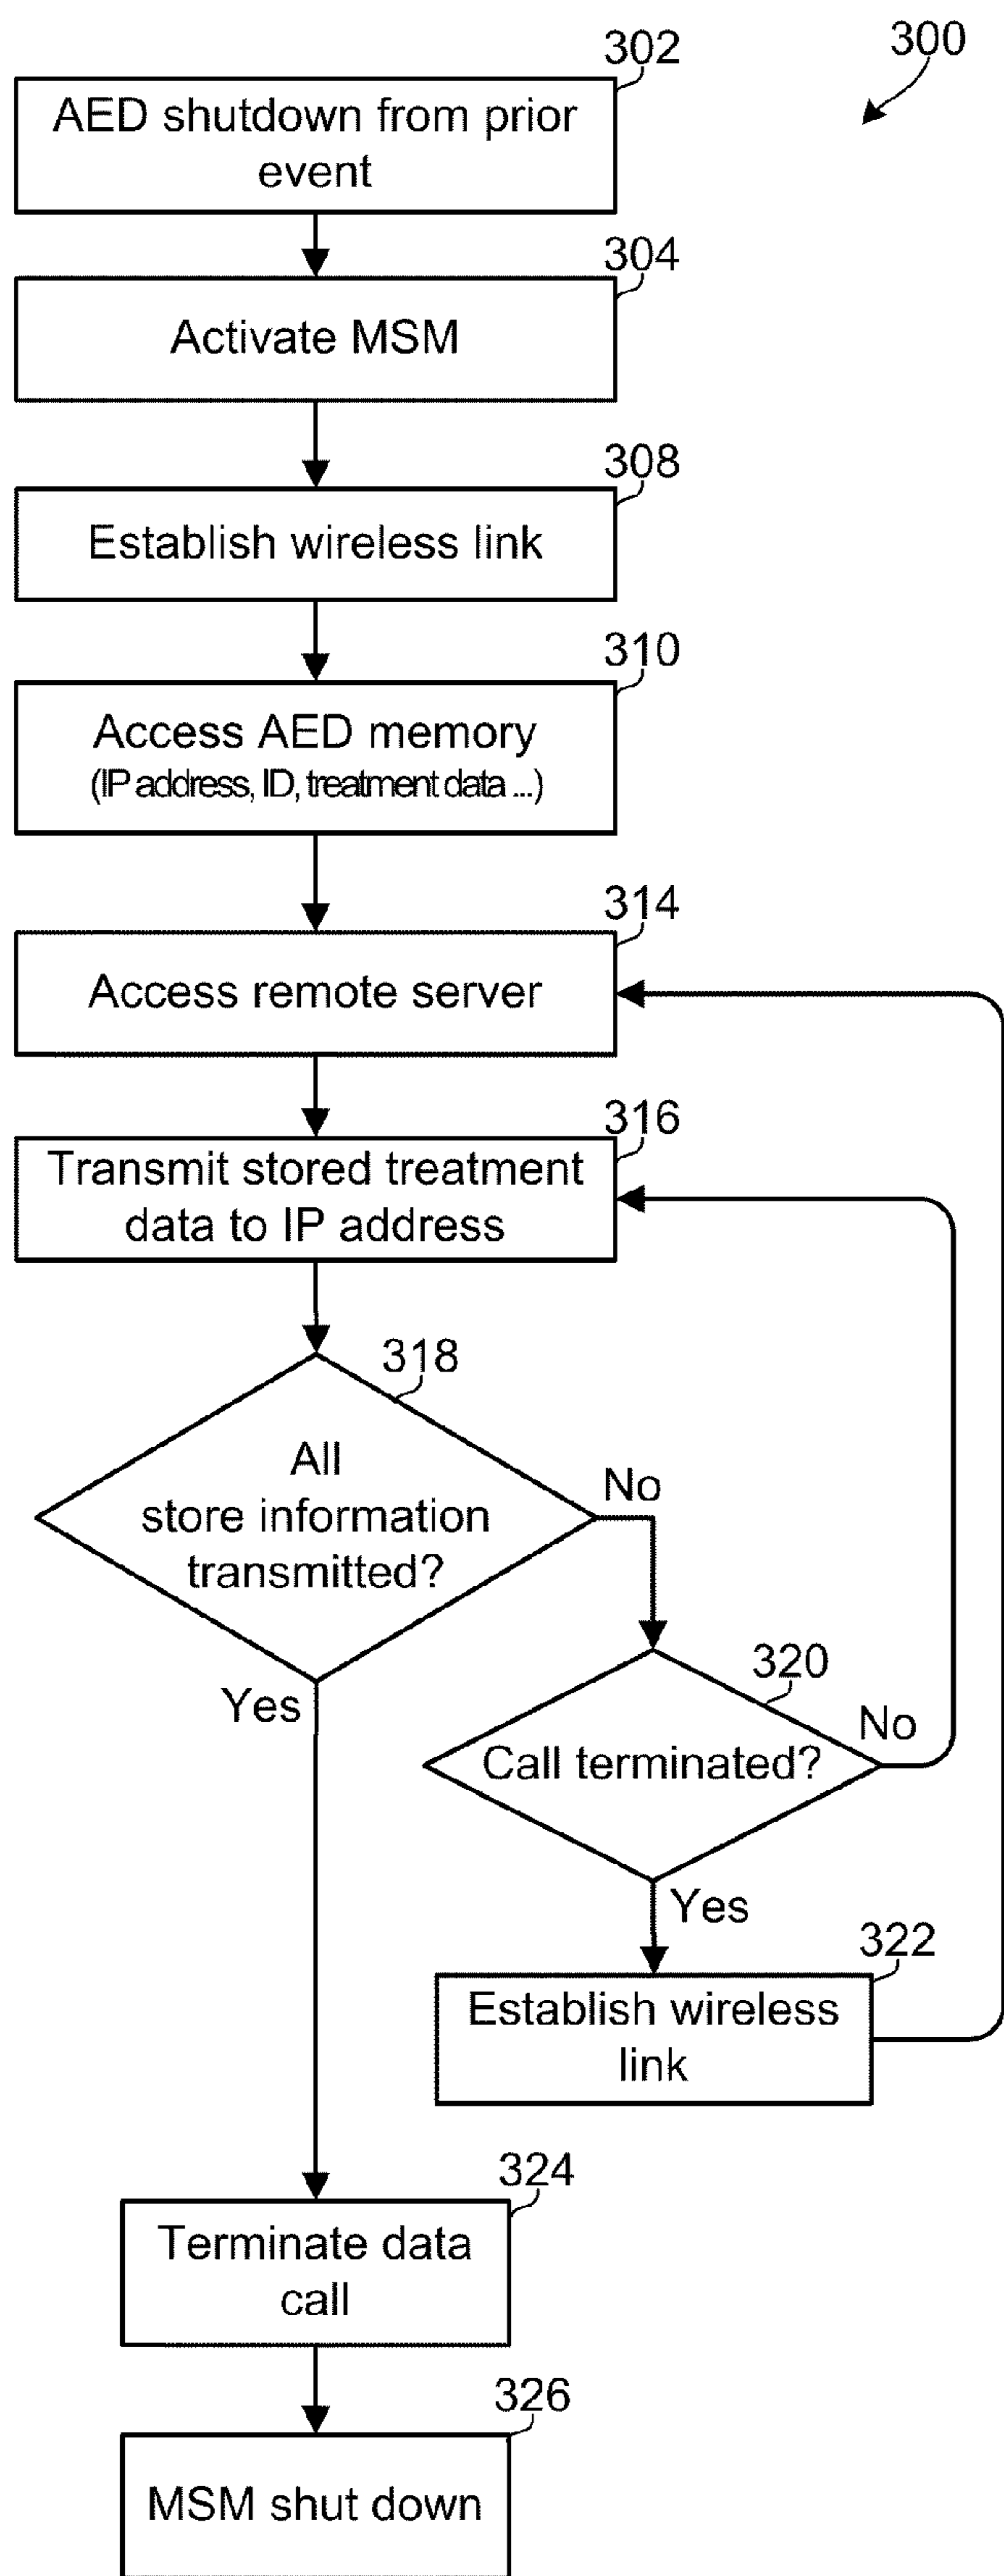 300
302
AED shutdown from prior
event
304
Activate MSM
308
Establish wireless link
310
Access AED memory
(IP address, ID, treatment data ...)
314
Access remote server
316
Transmit stored treatment
data to IP address
318
All
store information
transmitted?
No
Yes
320
Call terminated?
No
Yes
322
Establish wireless
link
324
Terminate data
call
326
MSM shut down